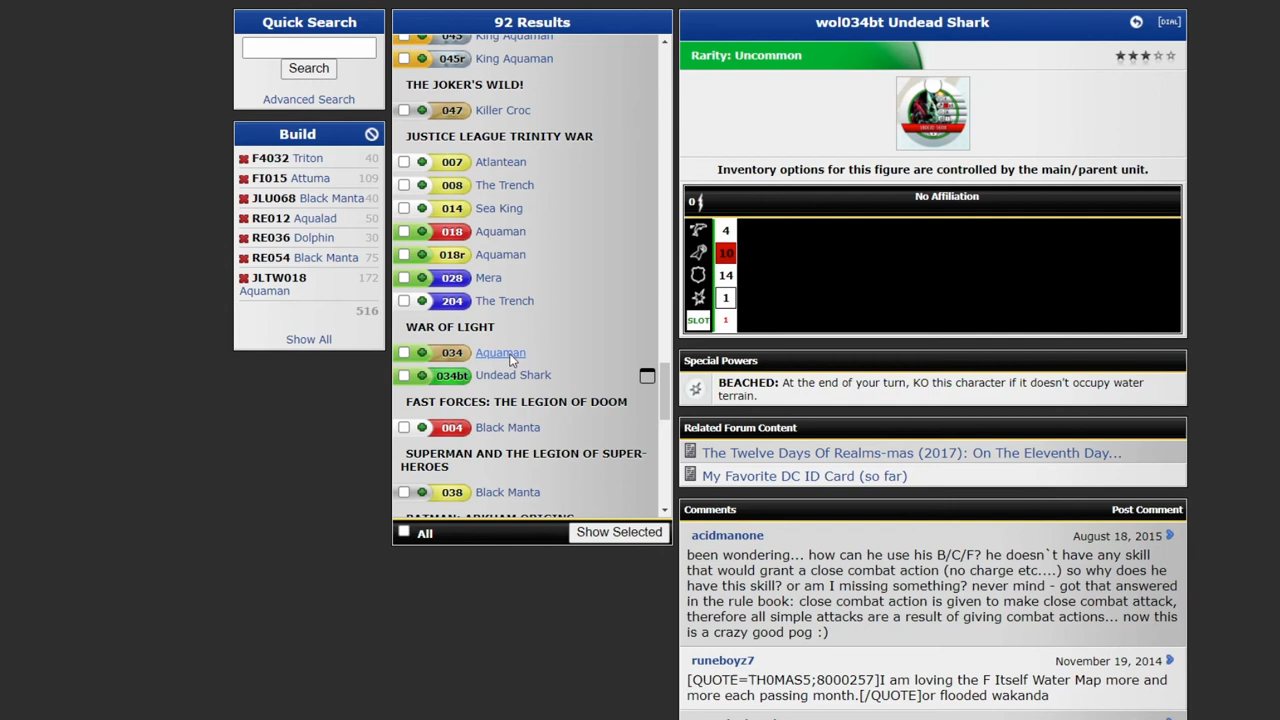 Quick Search
Search
Advanced Search
Build
F4032 Triton 40
FI015 Attuma 109
JLU068 Black Manta 40
RE012 Aqualad 50
RE036 Dolphin 30
RE054 Black Manta 75
JLTW018 172
Aquaman
516
Show All
92 Results
045 King Aquaman
045r King Aquaman
THE JOKER'S WILD!
047 Killer Croc
JUSTICE LEAGUE TRINITY WAR
007 Atlantean
008 The Trench
014 Sea King
018 Aquaman
018r Aquaman
028 Mera
204 The Trench
WAR OF LIGHT
034 Aquaman
034bt Undead Shark
FAST FORCES: THE LEGION OF DOOM
004 Black Manta
SUPERMAN AND THE LEGION OF SUPER-
HEROES
038 Black Manta
BATMAN: ARKHAM ORIGINS
All
Show Selected
wol034bt Undead Shark
[DIAL]
Rarity: Uncommon
UNDEAD SHARK
Inventory options for this figure are controlled by the main/parent unit.
0
No Affiliation
4
10
14
1
SLOT 1
Special Powers
BEACHED: At the end of your turn, KO this character if it doesn't occupy water
terrain.
Related Forum Content
The Twelve Days Of Realms-mas (2017): On The Eleventh Day...
My Favorite DC ID Card (so far)
Comments Post Comment
acidmanone August 18, 2015
been wondering... how can he use his B/C/F? he doesn`t have any skill
that would grant a close combat action (no charge etc....) so why does he
have this skill? or am I missing something? never mind - got that answered
in the rule book: close combat action is given to make close combat attack,
therefore all simple attacks are a result of giving combat actions... now this
is a crazy good pog :)
runeboyz7 November 19, 2014
[QUOTE=TH0MAS5;8000257]I am loving the F Itself Water Map more and
more each passing month.[/QUOTE]or flooded wakanda